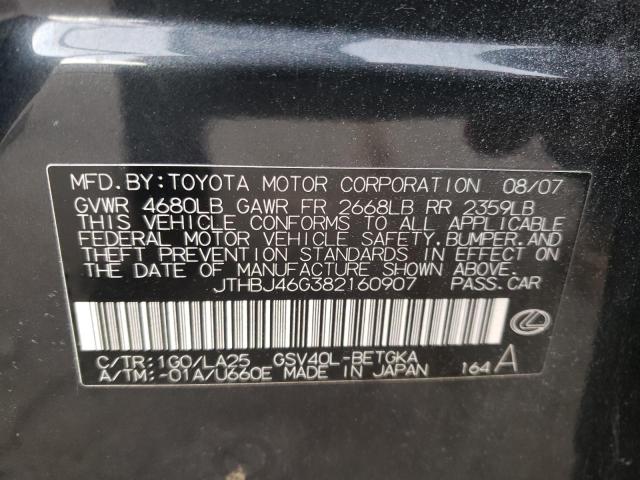 MFD. BY:TOYOTA MOTOR CORPORATION 08/07
GVWR 4680LB GAWR FR 2668LB RR 2359LB
THIS VEHICLE CONFORMS TO ALL APPLICABLE
FEDERAL MOTOR VEHICLE SAFETY,BUMPER,AND
THEFT PREVENTION STANDARDS IN EFFECT ON
THE DATE OF MANUFACTURE SHOWN ABOVE.
JTHBJ46G382160907 PASS.CAR
C/TR:1G0/LA25 GSV40L-BETGKA
A/TM:-01A/U660E MADE IN JAPAN 164A